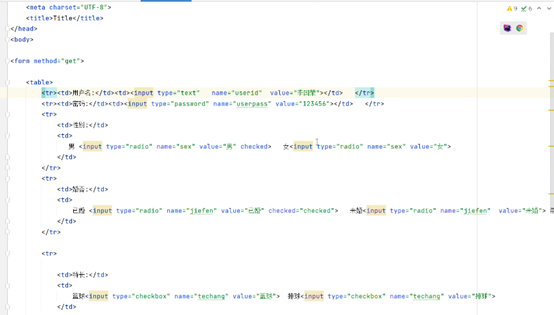 <meta charset="UTF-8">
<title>Title</title>
</head>
<body>
<form method="get">
<table>
<tr><td>用户名:</td><td><input type="text" name="userid" value="李国荣"></td> </tr>
<tr><td>密码:</td><td><input type="password" name="userpass" value="123456"></td> </tr>
<tr>
<td>性别:</td>
<td>
男 <input type="radio" name="sex" value="男" checked> 女<input type="radio" name="sex" value="女">
</td>
</tr>
<tr>
<td>婚否:</td>
<td>
已婚 <input type="radio" name="jiefen" value="已婚" checked="checked"> 未婚<input type="radio" name="jiefen" value="未婚">
</td>
</tr>
<tr>
<td>特长:</td>
<td>
篮球<input type="checkbox" name="techang" value="篮球"> 排球<input type="checkbox" name="techang" value="排球">
</td>
9 6